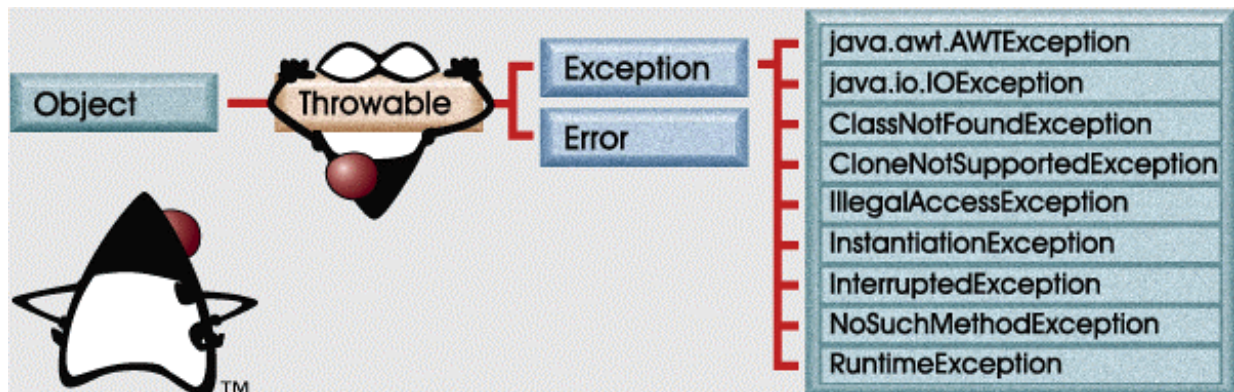 Object
Throwable
Exception
Error
java.awt.AWTException
java.io.IOException
ClassNotFoundException
CloneNotSupportedException
IllegalAccessException
InstantiationException
InterruptedException
NoSuchMethodException
RuntimeException
TM